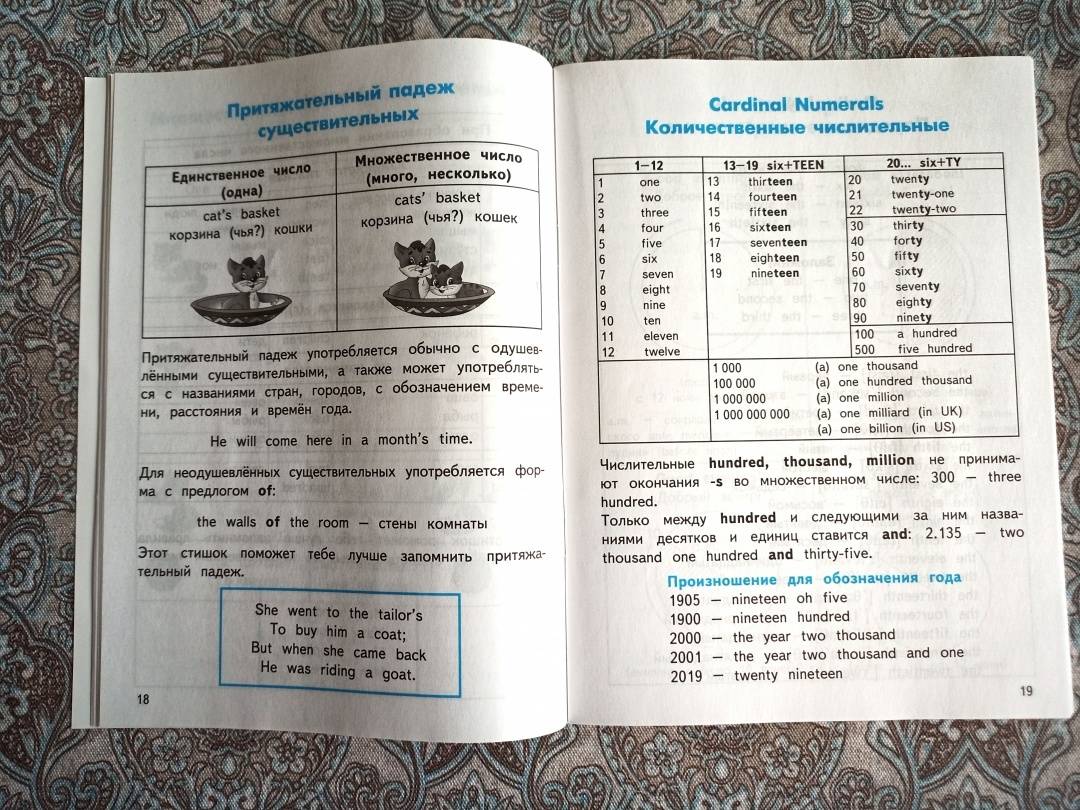 Притяжательный падеж
существительных
Единственное число
(одна)
Множественное число
(много, несколько)
cat's basket
корзина (чья?) кошки
cats' basket
корзина (чья?) кошек
Притяжательный падеж употребляется обычно с одушев-
лёнными существительными, а также может употреблять-
ся с названиями стран, городов, с обозначением време-
ни, расстояния и времён года.
He will come here in a month's time.
Для неодушевлённых существительных употребляется фор-
ма с предлогом of:
the walls of the room — стены комнаты
Этот стишок поможет тебе лучше запомнить притяжа-
тельный падеж.
She went to the tailor's
To buy him a coat;
But when she came back
He was riding a goat.
18
Cardinal Numerals
Количественные числительные
1—12 13—19 six+TEEN 20... six+TY
1 one 13 thirteen 20 twenty
2 two 14 fourteen 21 twenty-one
3 three 15 fifteen 22 twenty-two
4 four 16 sixteen 30 thirty
5 five 17 seventeen 40 forty
6 six 18 eighteen 50 fifty
7 seven 19 nineteen 60 sixty
8 eight 70 seventy
9 nine 80 eighty
10 ten 90 ninety
11 eleven 100 a hundred
12 twelve 500 five hundred
1 000 (a) one thousand
100 000 (a) one hundred thousand
1 000 000 (a) one million
1 000 000 000 (a) one milliard (in UK)
(a) one billion (in US)
Числительные hundred, thousand, million не принима-
ют окончания -s во множественном числе: 300 — three
hundred.
Только между hundred и следующими за ним назва-
ниями десятков и единиц ставится and: 2.135 — two
thousand one hundred and thirty-five.
Произношение для обозначения года
1905 — nineteen oh five
1900 — nineteen hundred
2000 — the year two thousand
2001 — the year two thousand and one
2019 — twenty nineteen
19